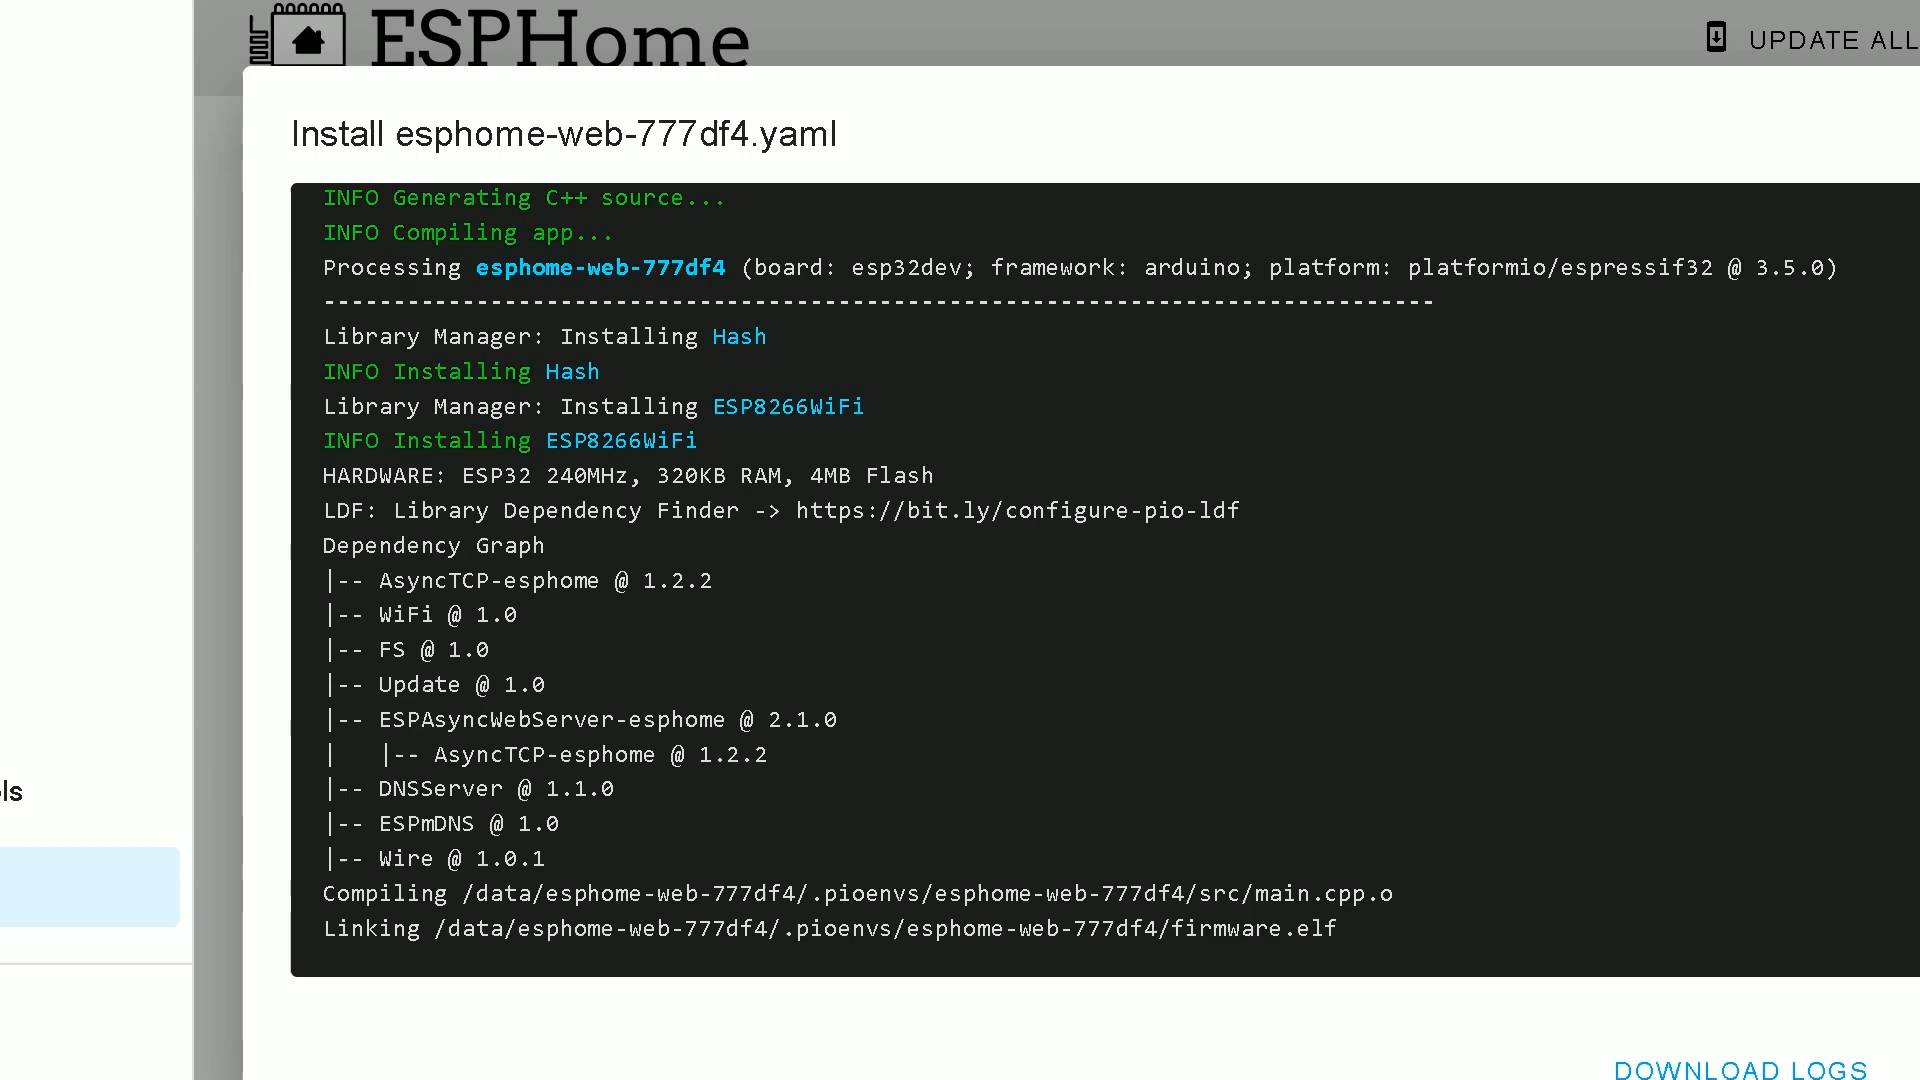 ESPHome
UPDATE ALL
Install esphome-web-777df4.yaml
INFO Generating C++ source...
INFO Compiling app...
Processing esphome-web-777df4 (board: esp32dev; framework: arduino; platform: platformio/espressif32 @ 3.5.0)
--------------------------------------------------------------------------------
Library Manager: Installing Hash
INFO Installing Hash
Library Manager: Installing ESP8266WiFi
INFO Installing ESP8266WiFi
HARDWARE: ESP32 240MHz, 320KB RAM, 4MB Flash
LDF: Library Dependency Finder -> https://bit.ly/configure-pio-ldf
Dependency Graph
|-- AsyncTCP-esphome @ 1.2.2
|-- WiFi @ 1.0
|-- FS @ 1.0
|-- Update @ 1.0
|-- ESPAsyncWebServer-esphome @ 2.1.0
|   |-- AsyncTCP-esphome @ 1.2.2
|-- DNSServer @ 1.1.0
|-- ESPmDNS @ 1.0
|-- Wire @ 1.0.1
Compiling /data/esphome-web-777df4/.pioenvs/esphome-web-777df4/src/main.cpp.o
Linking /data/esphome-web-777df4/.pioenvs/esphome-web-777df4/firmware.elf
DOWNLOAD LOGS